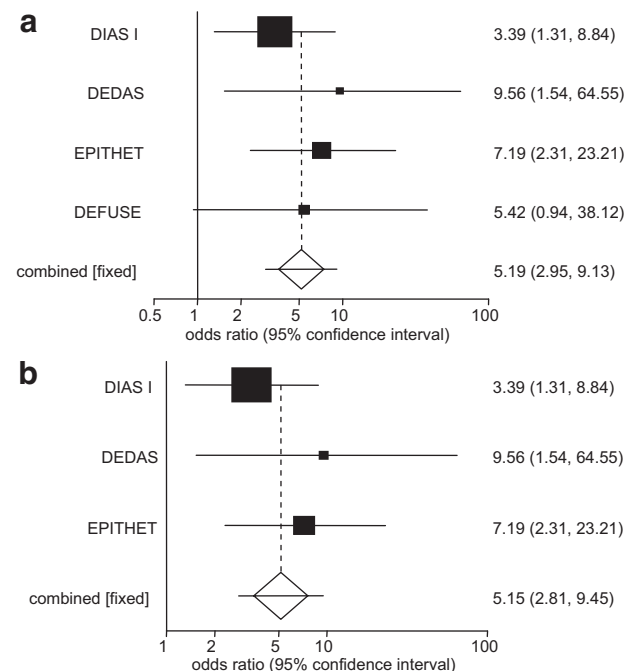 a
DIAS I 3.39 (1.31, 8.84)
DEDAS 9.56 (1.54, 64.55)
EPITHET 7.19 (2.31, 23.21)
DEFUSE 5.42 (0.94, 38.12)
combined [fixed] 5.19 (2.95, 9.13)
0.5 1 2 5 10 100
odds ratio (95% confidence interval)
b
DIAS I 3.39 (1.31, 8.84)
DEDAS 9.56 (1.54, 64.55)
EPITHET 7.19 (2.31, 23.21)
combined [fixed] 5.15 (2.81, 9.45)
1 2 5 10 100
odds ratio (95% confidence interval)